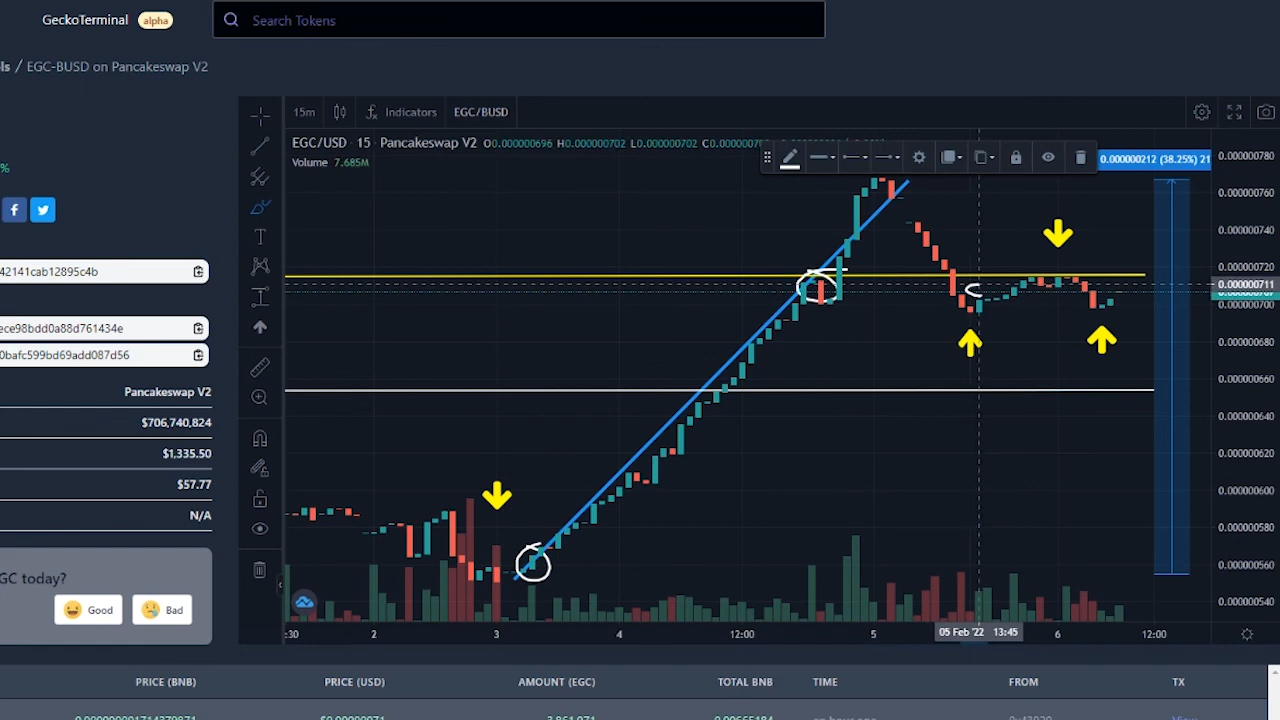 GeckoTerminal alpha Search Tokens
ls / EGC-BUSD on Pancakeswap V2
15m Indicators EGC/BUSD
EGC/USD · 15 · Pancakeswap V2 O0.000000696 H0.000000702 L0.000000702
Volume 7.685M
0.000000212 (38.25%) 21
%
42141cab12895c4b
ece98bdd0a88d761434e
0bafc599bd69add087d56
Pancakeswap V2
$706,740,824
$1,335.50
$57.77
N/A
GC today?
Good Bad
0.000000780
0.000000760
0.000000740
0.000000720
0.000000711
0.000000700
0.000000680
0.000000660
0.000000640
0.000000620
0.000000600
0.000000580
0.000000560
0.000000540
:30 2 3 4 12:00 5 05 Feb '22 13:45 6 12:00
PRICE (BNB) PRICE (USD) AMOUNT (EGC) TOTAL BNB TIME FROM TX